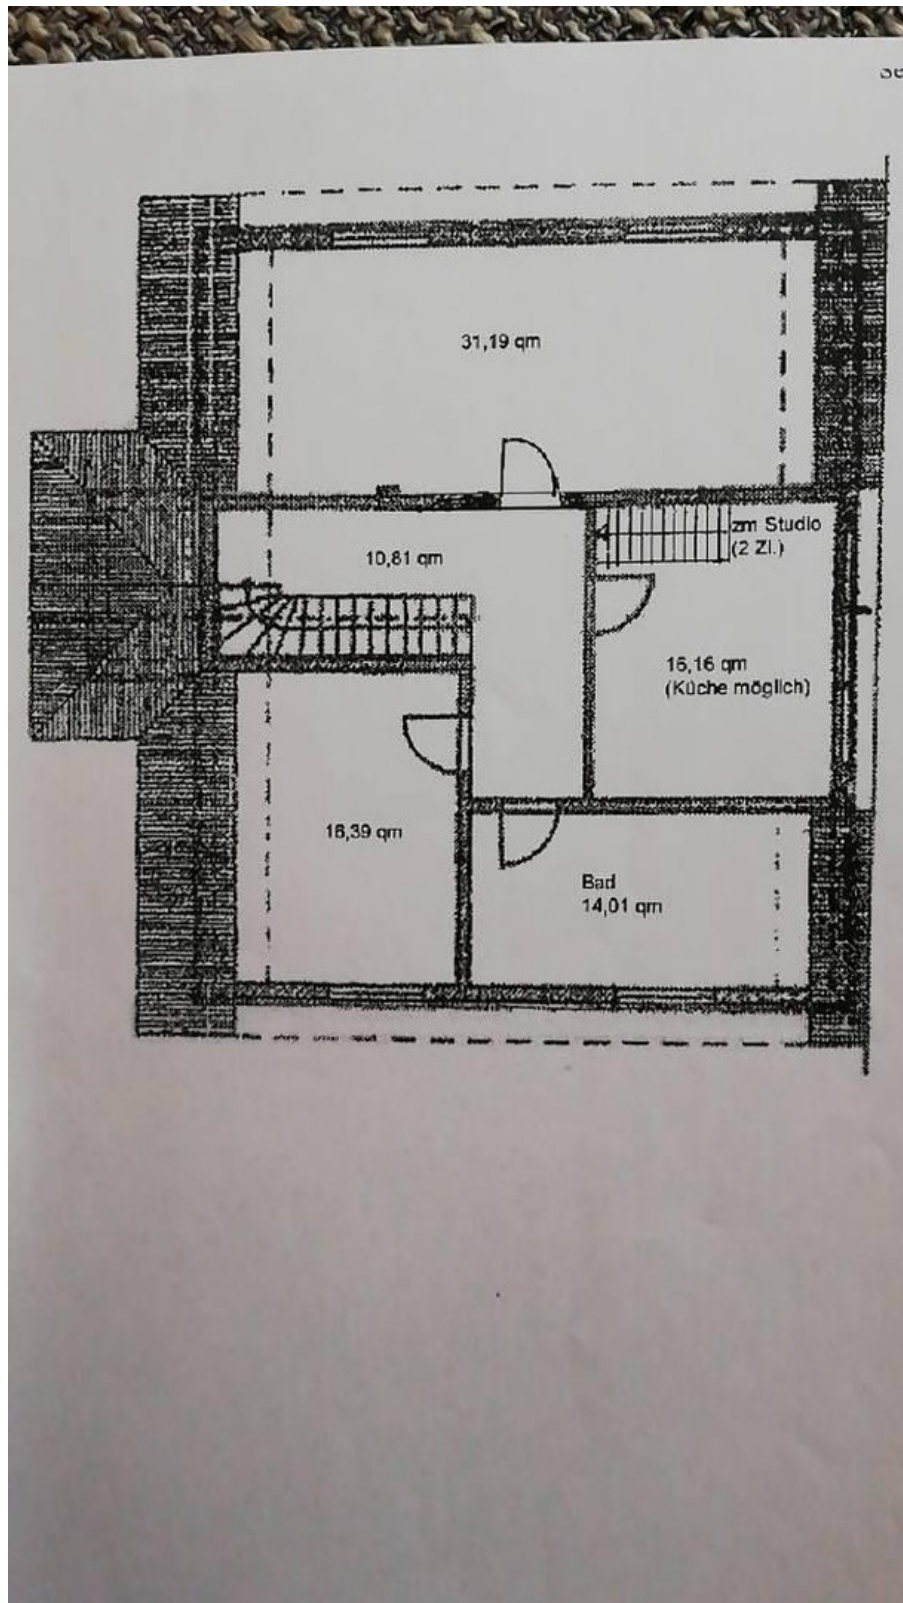 31,19 qm
zm Studio
(2 Zi.)
10,81 qm
16,16 qm
(Küche möglich)
16,39 qm
Bad
14,01 qm